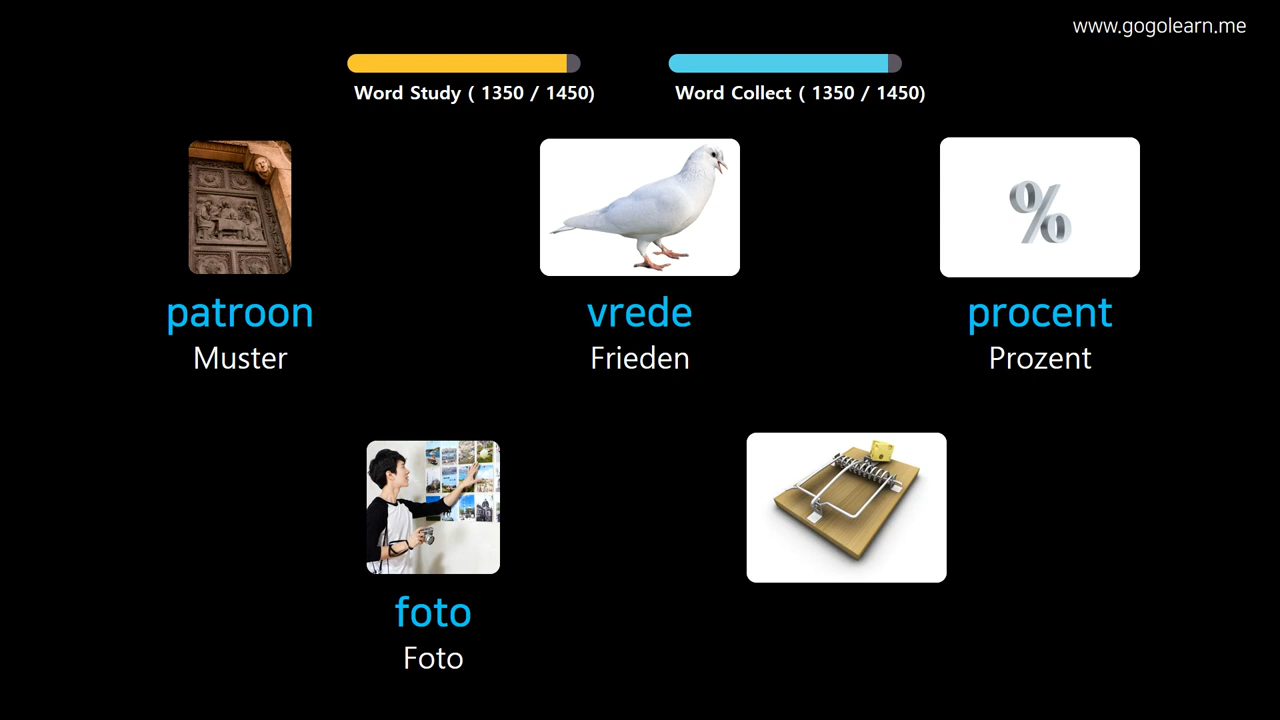 www.gogolearn.me
Word Study ( 1350 / 1450)
Word Collect ( 1350 / 1450)
patroon
Muster
vrede
Frieden
%
procent
Prozent
foto
Foto